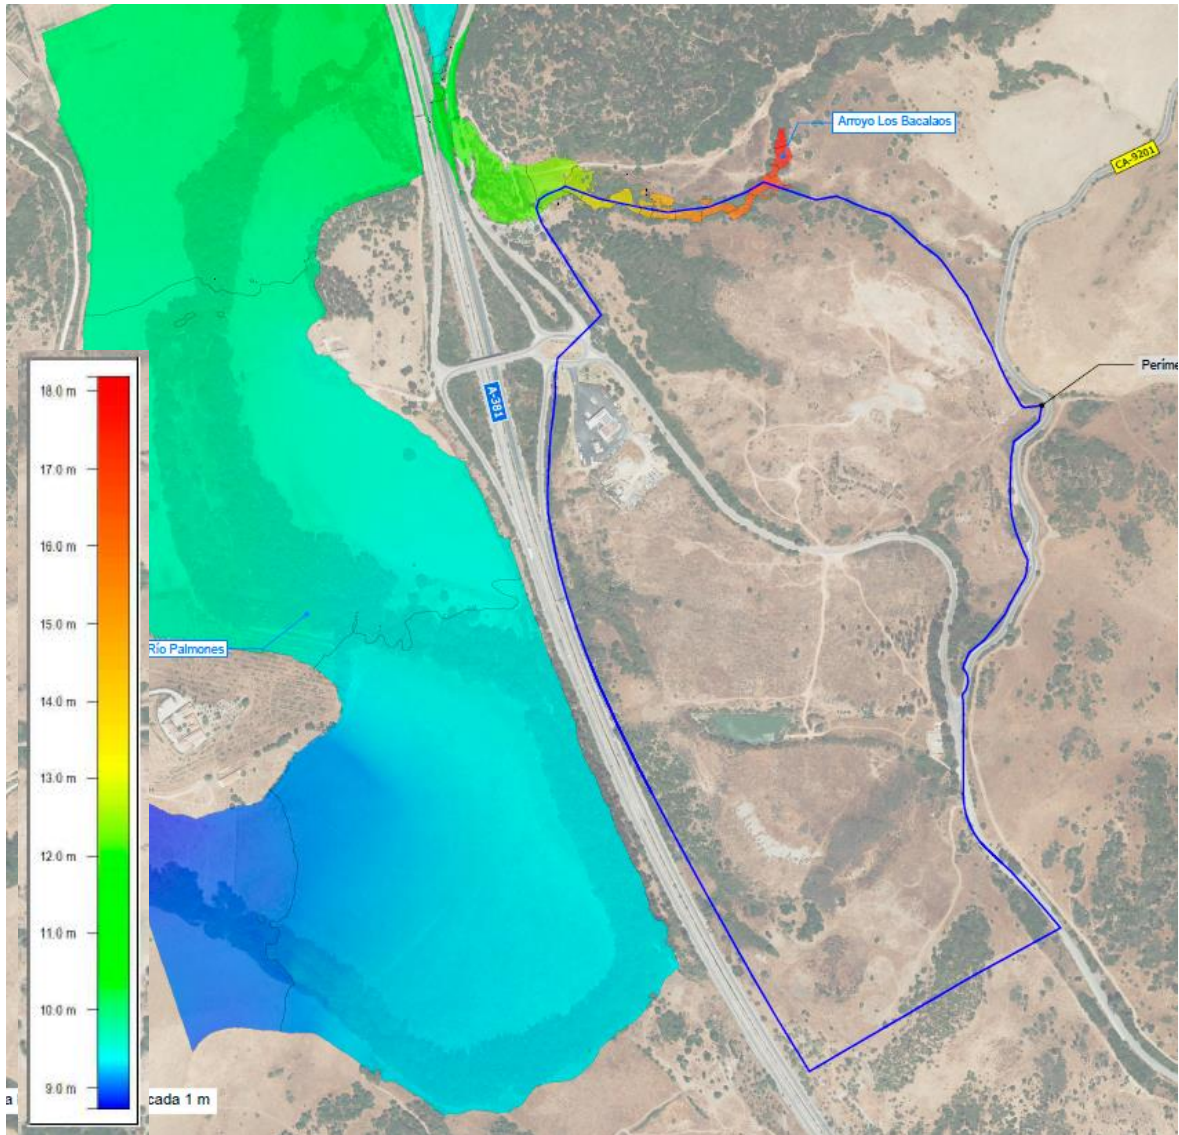 Arroyo Los Bacalaos
CA-9201
Períme
A-381
Río Palmones
18.0 m
17.0 m
16.0 m
15.0 m
14.0 m
13.0 m
12.0 m
11.0 m
10.0 m
9.0 m
a
cada 1 m